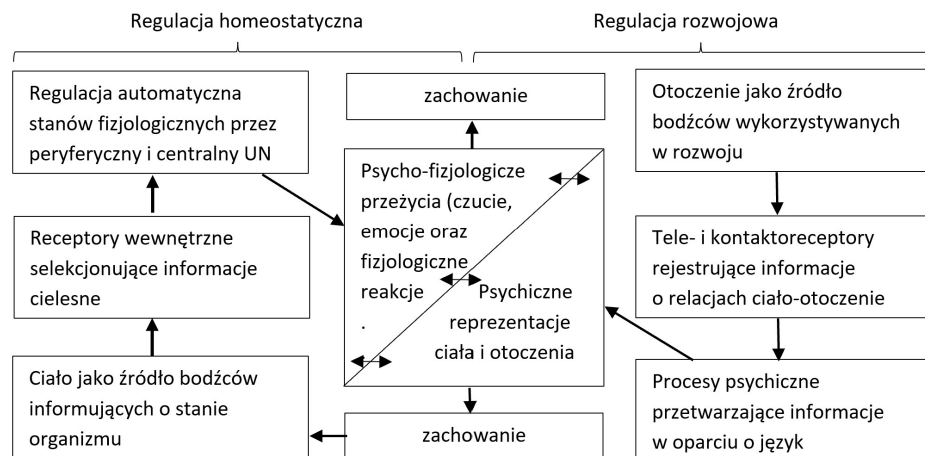 Regulacja homeostatyczna
Regulacja rozwojowa
Regulacja automatyczna
stanów fizjologicznych przez
peryferyczny i centralny UN
Receptory wewnętrzne
selekcjonujące informacje
cielesne
Ciało jako źródło bodźców
informujących o stanie
organizmu
zachowanie
Psycho-fizjologicze
przeżycia (czucie,
emocje oraz
fizjologiczne
reakcje
.
Psychiczne
reprezentacje
ciała i otoczenia
zachowanie
Otoczenie jako źródło
bodźców wykorzystywanych
w rozwoju
Tele- i kontaktoreceptory
rejestrujące informacje
o relacjach ciało-otoczenie
Procesy psychiczne
przetwarzające informacje
w oparciu o język